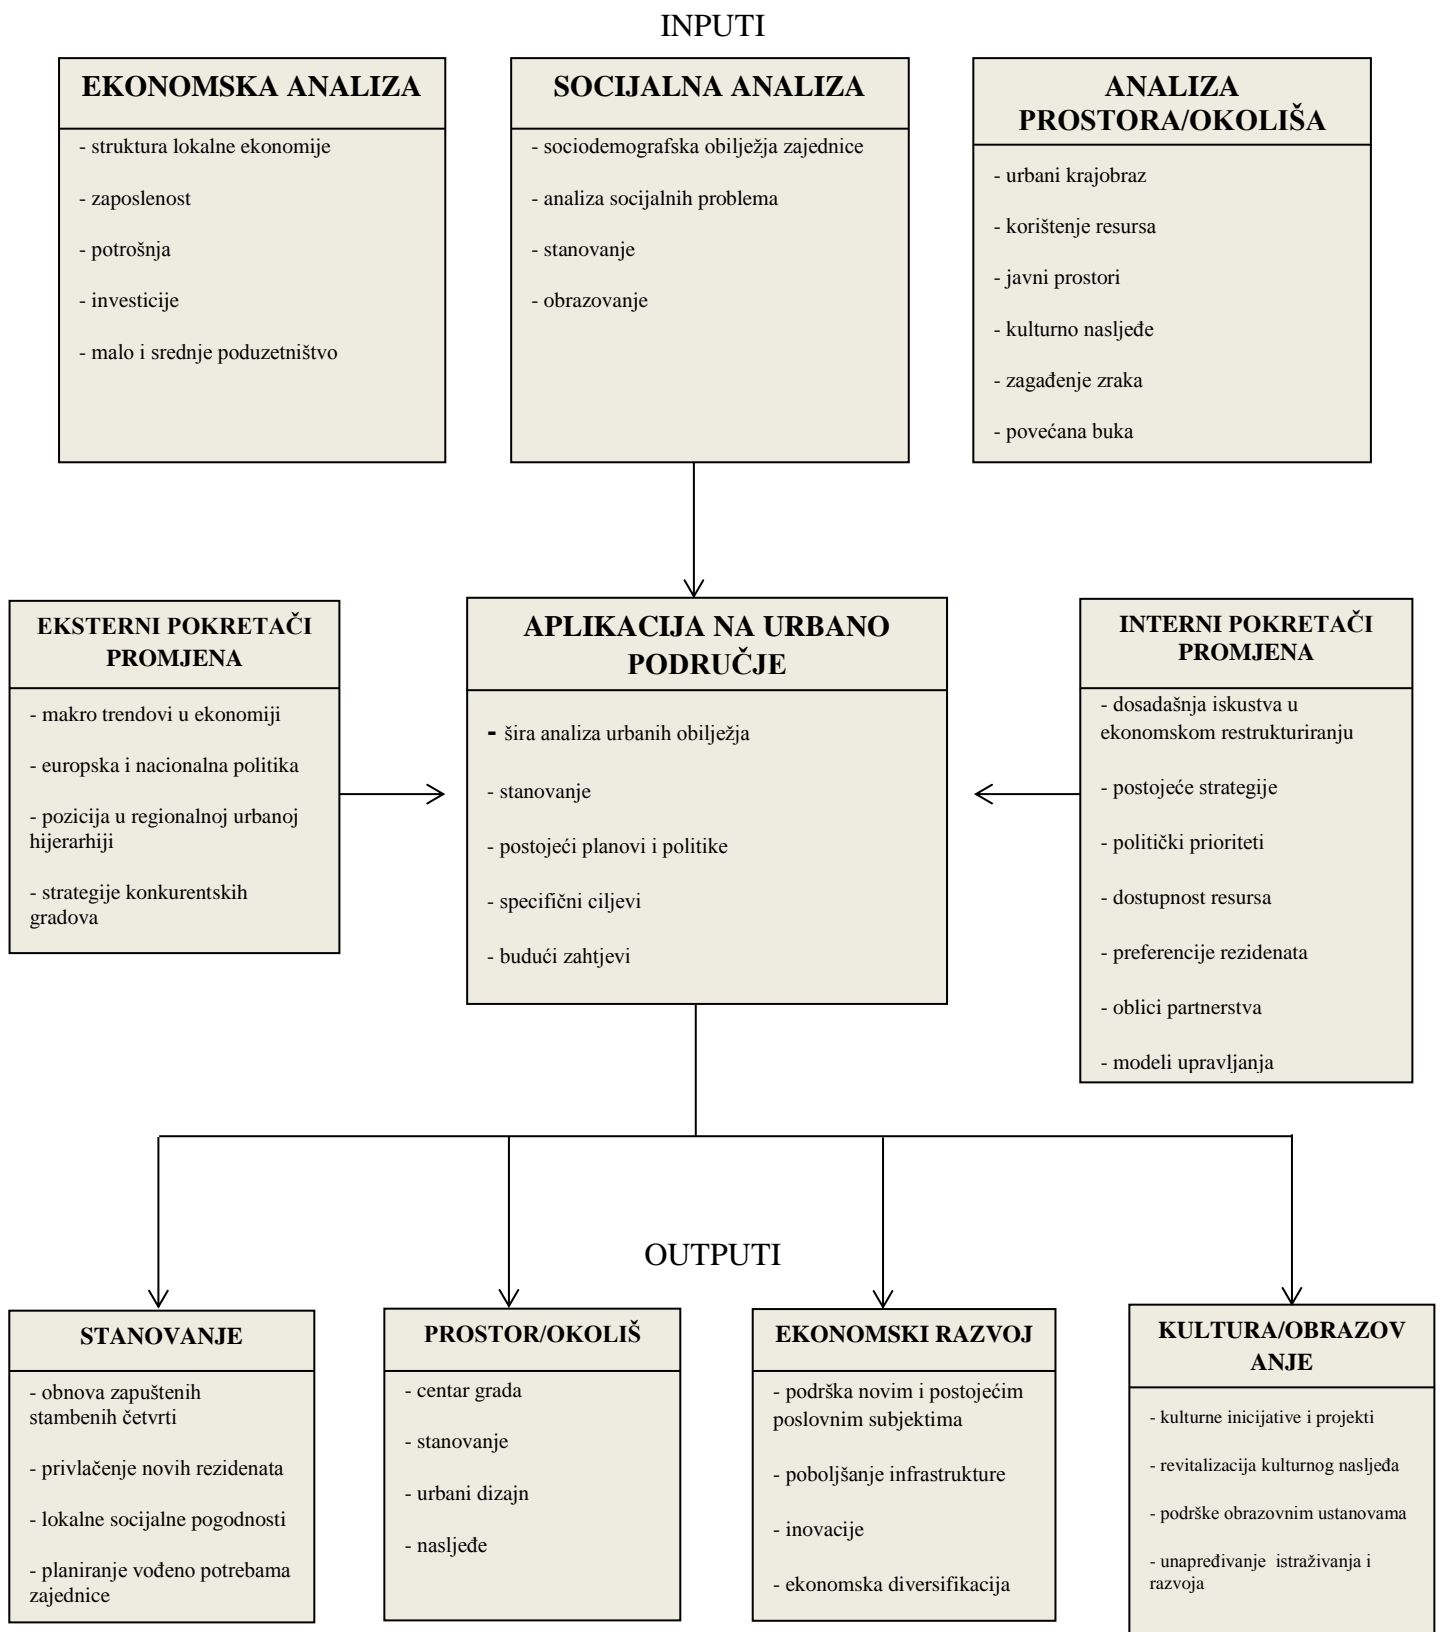 INPUTI
EKONOMSKA ANALIZA
- struktura lokalne ekonomije
- zaposlenost
- potrošnja
- investicije
- malo i srednje poduzetništvo
SOCIJALNA ANALIZA
- sociodemografska obilježja zajednice
- analiza socijalnih problema
- stanovanje
- obrazovanje
ANALIZA
PROSTORA/OKOLIŠA
- urbani krajobraz
- korištenje resursa
- javni prostori
- kulturno nasljeđe
- zagađenje zraka
- povećana buka
EKSTERNI POKRETAČI
PROMJENA
- makro trendovi u ekonomiji
- europska i nacionalna politika
- pozicija u regionalnoj urbanoj
hijerarhiji
- strategije konkurentskih
gradova
APLIKACIJA NA URBANO
PODRUČJE
- šira analiza urbanih obilježja
- stanovanje
- postojeći planovi i politike
- specifični ciljevi
- budući zahtjevi
INTERNI POKRETAČI
PROMJENA
- dosadašnja iskustva u
ekonomskom restrukturiranju
- postojeće strategije
- politički prioriteti
- dostupnost resursa
- preferencije rezidenata
- oblici partnerstva
- modeli upravljanja
OUTPUTI
STANOVANJE
- obnova zapuštenih
stambenih četvrti
- privlačenje novih rezidenata
- lokalne socijalne pogodnosti
- planiranje vođeno potrebama
zajednice
PROSTOR/OKOLIŠ
- centar grada
- stanovanje
- urbani dizajn
- nasljeđe
EKONOMSKI RAZVOJ
- podrška novim i postojećim
poslovnim subjektima
- poboljšanje infrastrukture
- inovacije
- ekonomska diversifikacija
KULTURA/OBRAZOV
ANJE
- kulturne inicijative i projekti
- revitalizacija kulturnog nasljeđa
- podrške obrazovnim ustanovama
- unapređivanje istraživanja i
razvoja